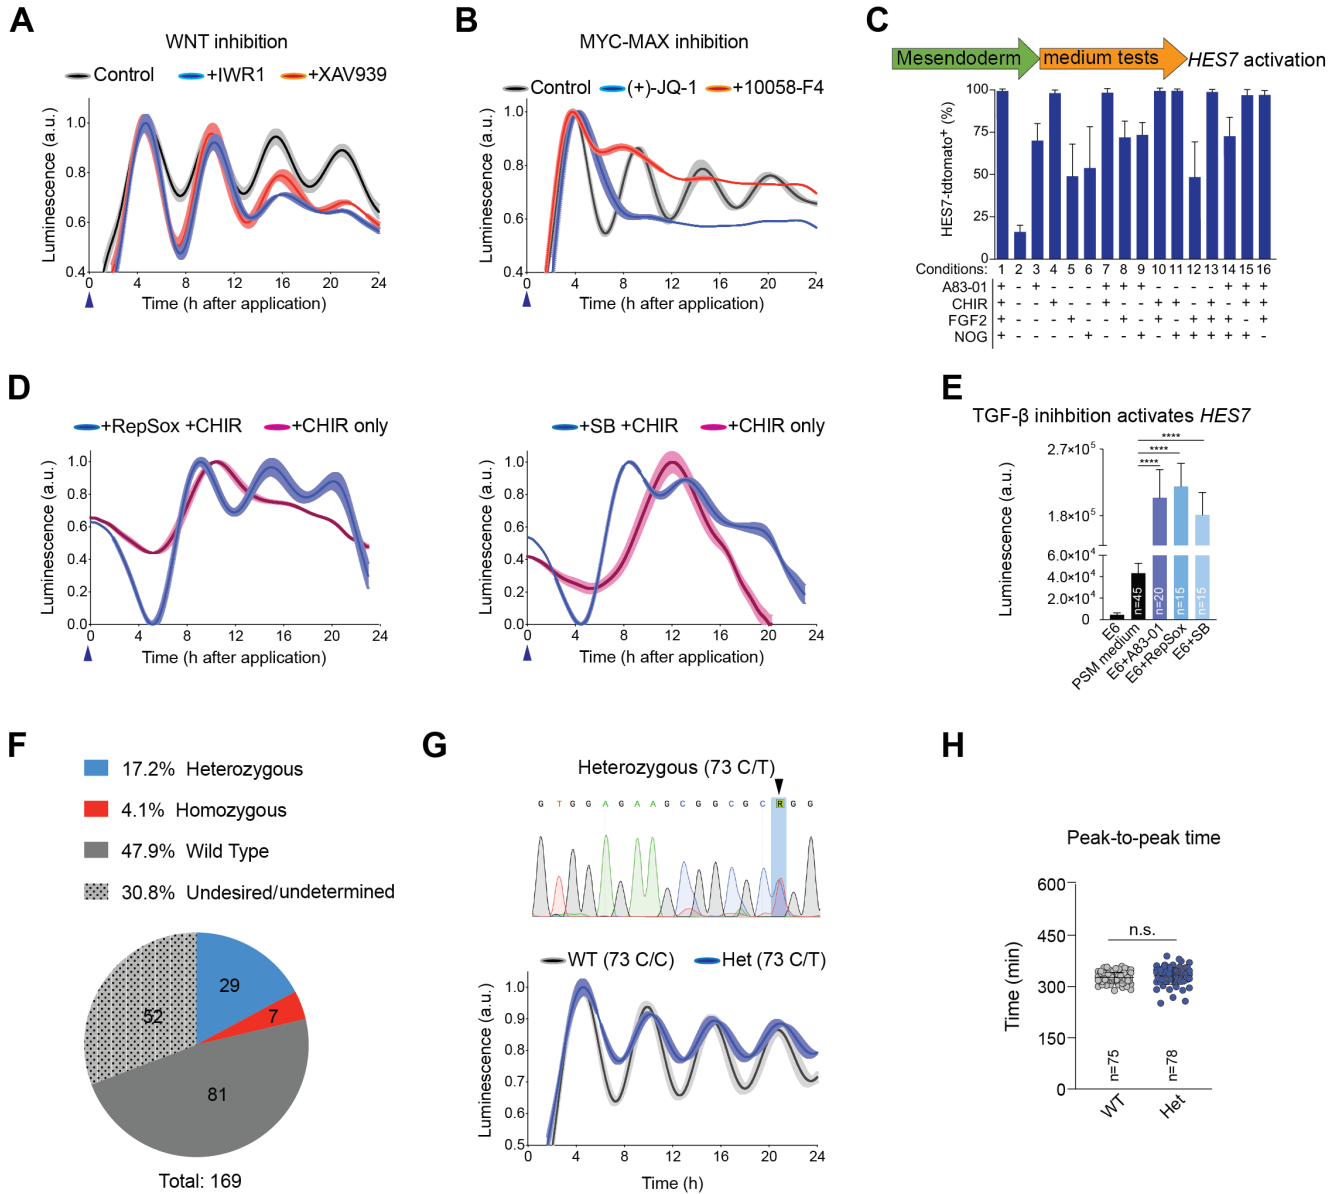 A
WNT inhibition
Control +IWR1 +XAV939
Luminescence (a.u.)
1.0
0.8
0.6
0.4
0 4 8 12 16 20 24
Time (h after application)
B
MYC-MAX inhibition
Control (+)-JQ-1 +10058-F4
Luminescence (a.u.)
1.0
0.8
0.6
0.4
0 4 8 12 16 20 24
Time (h after application)
C
Mesendoderm medium tests HES7 activation
HES7-tdtomato+ (%)
100
75
50
25
0
Conditions: 1 2 3 4 5 6 7 8 9 10 11 12 13 14 15 16
A83-01 + - + - - - + + + - - - - + + +
CHIR + - - + - - + - - + + - + - + +
FGF2 + - - - + - - + - + - + + + - +
NOG + - - - - + - - + - + + + + + -
D
+RepSox +CHIR +CHIR only
Luminescence (a.u.)
1.0
0.8
0.6
0.4
0.2
0.0
0.0 4 8 12 16 20 24
Time (h after application)
+SB +CHIR +CHIR only
Luminescence (a.u.)
1.0
0.8
0.6
0.4
0.2
0.0
0.0 4 8 12 16 20 24
Time (h after application)
E
TGF-β inihbition activates HES7
Luminescence (a.u.)
2.7×10⁵
1.8×10⁵
6.0×10⁴
4.0×10⁴
2.0×10⁴
0
****
****
****
n=45 n=20 n=15 n=15
E6
PSM medium
E6+A83-01
E6+RepSox
E6+SB
F
17.2% Heterozygous
4.1% Homozygous
47.9% Wild Type
30.8% Undesired/undetermined
29
7
52
81
Total: 169
G
Heterozygous (73 C/T)
G T G G A G A A G C G G C G C R G G
WT (73 C/C) Het (73 C/T)
Luminescence (a.u.)
1.0
0.9
0.8
0.7
0.6
0.5
0 4 8 12 16 20 24
Time (h)
H
Peak-to-peak time
Time (min)
600
450
300
150
0
n.s.
n=75 n=78
WT Het